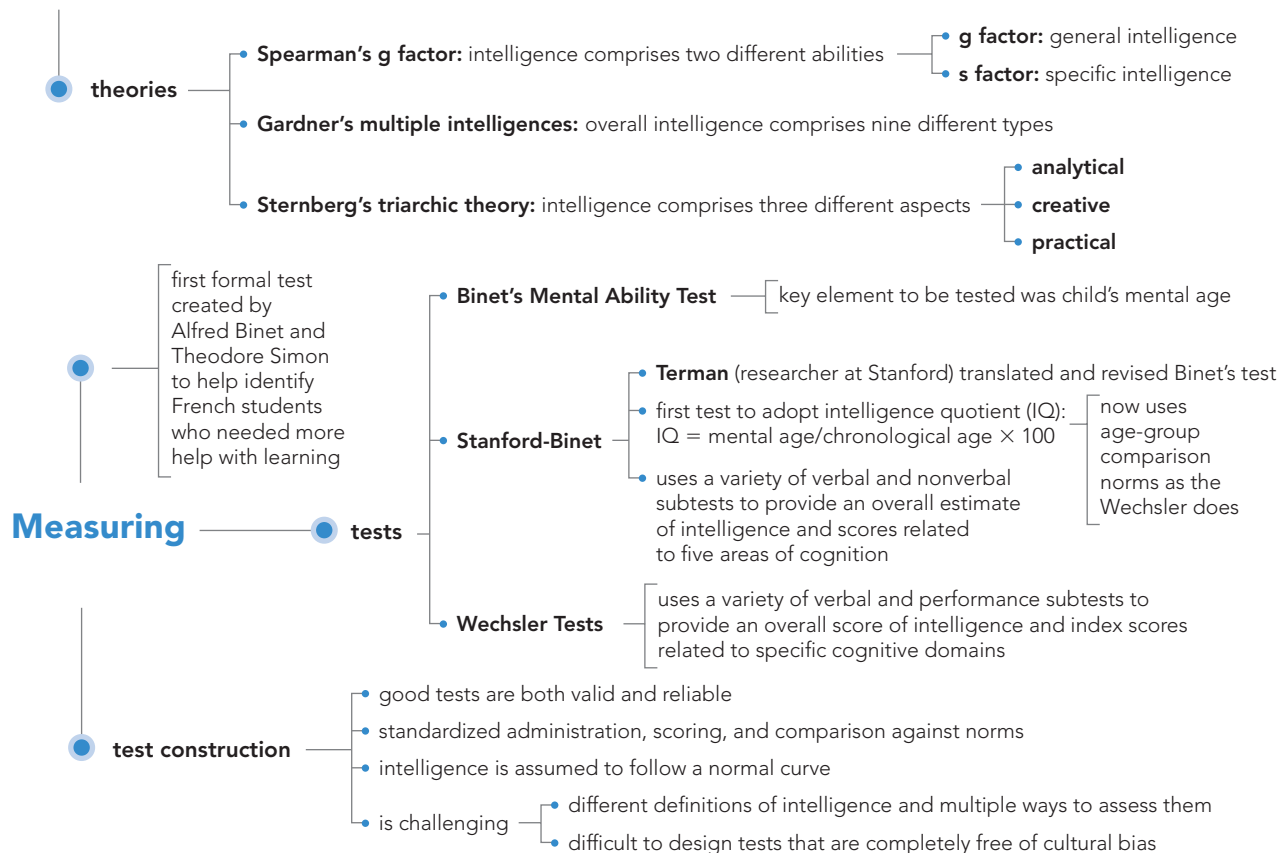 theories
Spearman's g factor: intelligence comprises two different abilities
g factor: general intelligence
s factor: specific intelligence
Gardner's multiple intelligences: overall intelligence comprises nine different types
Sternberg's triarchic theory: intelligence comprises three different aspects
analytical
creative
practical
Measuring
first formal test
created by
Alfred Binet and
Theodore Simon
to help identify
French students
who needed more
help with learning
tests
Binet's Mental Ability Test
key element to be tested was child's mental age
Stanford-Binet
Terman (researcher at Stanford) translated and revised Binet's test
first test to adopt intelligence quotient (IQ):
IQ = mental age/chronological age × 100
now uses
age-group
comparison
norms as the
Wechsler does
uses a variety of verbal and nonverbal
subtests to provide an overall estimate
of intelligence and scores related
to five areas of cognition
Wechsler Tests
uses a variety of verbal and performance subtests to
provide an overall score of intelligence and index scores
related to specific cognitive domains
test construction
good tests are both valid and reliable
standardized administration, scoring, and comparison against norms
intelligence is assumed to follow a normal curve
is challenging
different definitions of intelligence and multiple ways to assess them
difficult to design tests that are completely free of cultural bias